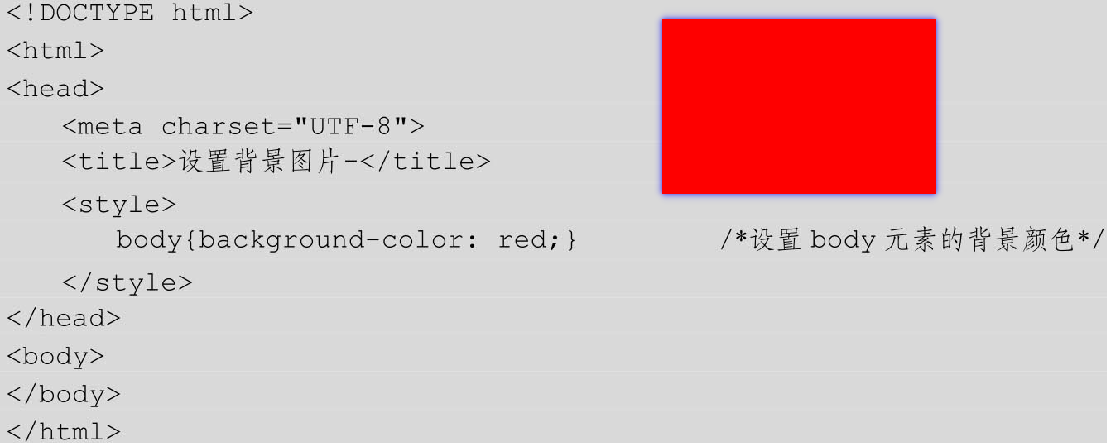 <!DOCTYPE html>
<html>
<head>
<meta charset="UTF-8">
<title>设置背景图片-</title>
<style>
body{background-color: red;} /*设置 body 元素的背景颜色*/
</style>
</head>
<body>
</body>
</html>